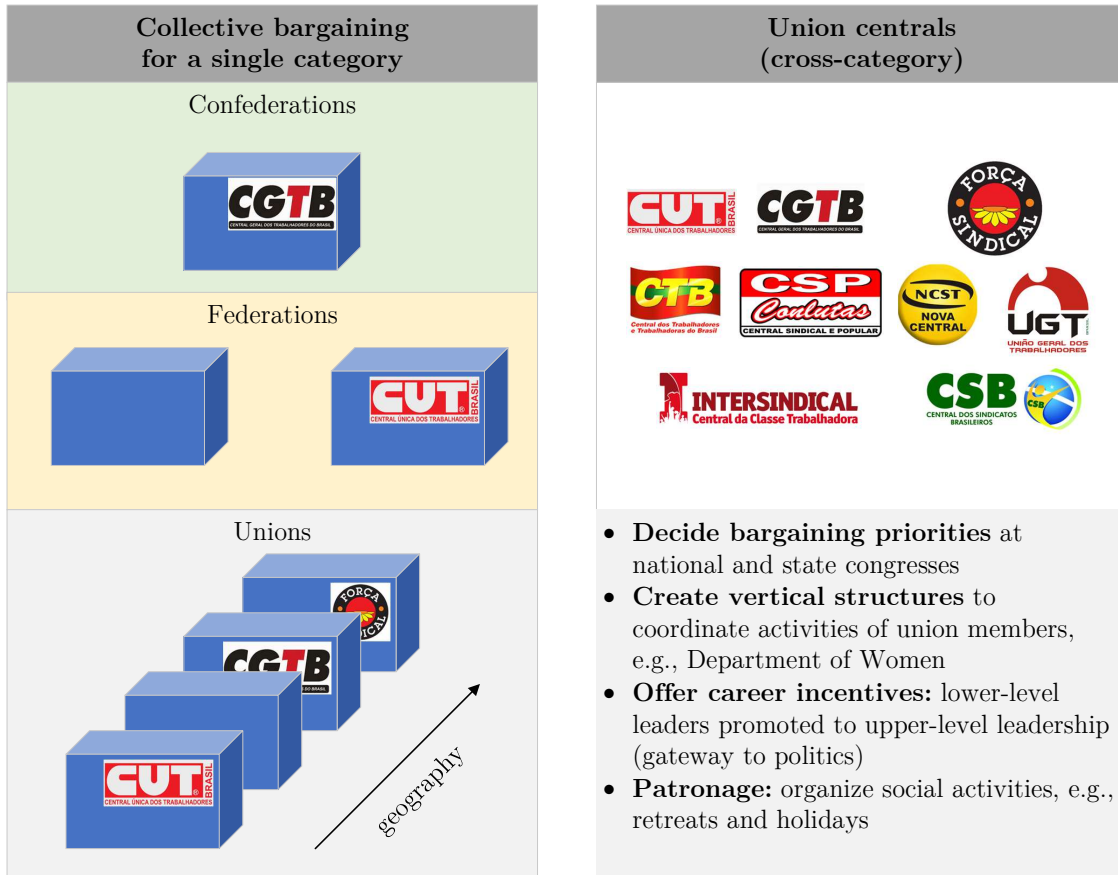 Collective bargaining
for a single category
Confederations
CGTB
CENTRAL GERAL DOS TRABALHADORES DO BRASIL
Federations
CUT BRASIL
CENTRAL ÚNICA DOS TRABALHADORES
Unions
FORÇA
SINDICAL
CGTB
DO BRASIL
CUT BRASIL
CENTRAL ÚNICA DOS TRABALHADORES
geography
Union centrals
(cross-category)
CUT BRASIL
CENTRAL ÚNICA DOS TRABALHADORES
CGTB
CENTRAL GERAL DOS TRABALHADORES DO BRASIL
FORÇA
SINDICAL
CTB
Central dos Trabalhadores
e Trabalhadoras do Brasil
CSP
Conlutas
CENTRAL SINDICAL E POPULAR
NCST
NOVA
CENTRAL
UGT
UNIÃO GERAL DOS
TRABALHADORES
INTERSINDICAL
Central da Classe Trabalhadora
CSB
CENTRAL DOS SINDICATOS
BRASILEIROS
CSB
• Decide bargaining priorities at
national and state congresses
• Create vertical structures to
coordinate activities of union members,
e.g., Department of Women
• Offer career incentives: lower-level
leaders promoted to upper-level leadership
(gateway to politics)
• Patronage: organize social activities, e.g.,
retreats and holidays